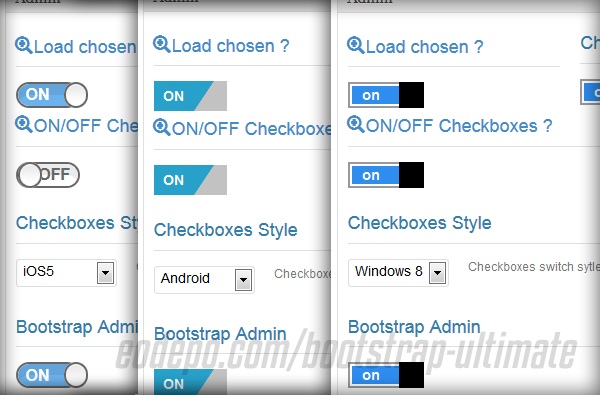 Admin
Load chosen ?
ON
ON/OFF Che
OFF
Checkboxes Sty
iOS5
Bootstrap Admi
ON
Admin
Load chosen ?
ON
ON/OFF Checkboxes
ON
Checkboxes Style
Android
Checkboxe
Bootstrap Admin
ON
Admin
Load chosen ?
on
ON/OFF Checkboxes ?
on
Checkboxes Style
Windows 8
Checkboxes switch sytle
Bootstrap Admin
on
Ch
eodepo.com/bootstrap-ultimate